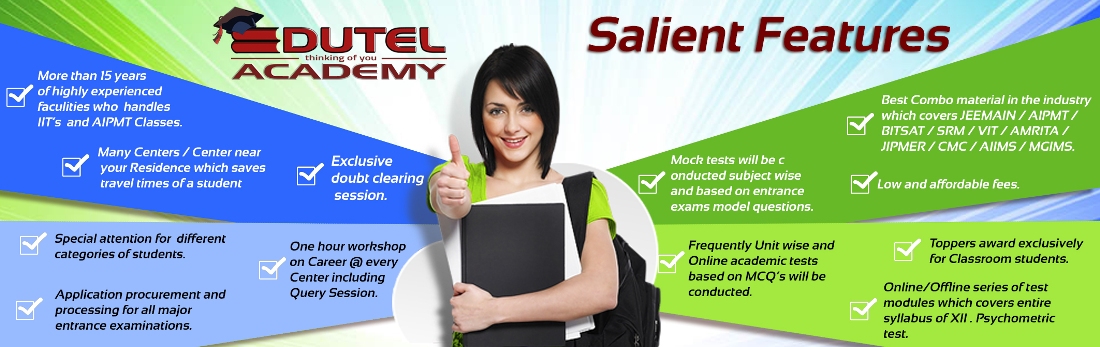 EDUTEL
thinking of you
ACADEMY
Salient Features
More than 15 years
of highly experienced
faculities who handles
IIT's and AIPMT Classes.
Many Centers / Center near
your Residence which saves
travel times of a student
Exclusive
doubt clearing
session.
Special attention for different
categories of students.
Application procurement and
processing for all major
entrance examinations.
One hour workshop
on Career @ every
Center including
Query Session.
Mock tests will be c
onducted subject wise
and based on entrance
exams model questions.
Best Combo material in the industry
which covers JEEMAIN / AIPMT /
BITSAT / SRM / VIT / AMRITA /
JIPMER / CMC / AIIMS / MGIMS.
Low and affordable fees.
Frequently Unit wise and
Online academic tests
based on MCQ's will be
conducted.
Toppers award exclusively
for Classroom students.
Online/Offline series of test
modules which covers entire
syllabus of XII . Psychometric
test.